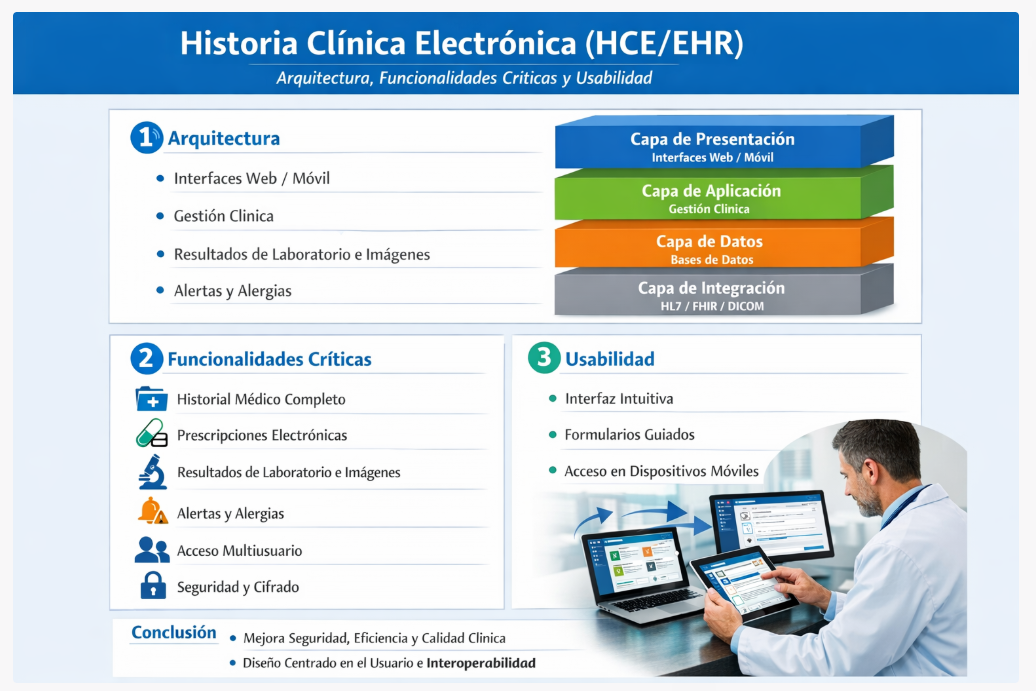 Historia Clínica Electrónica (HCE/EHR)
Arquitectura, Funcionalidades Criticas y Usabilidad
1 Arquitectura
• Interfaces Web / Móvil
• Gestión Clinica
• Resultados de Laboratorio e Imágenes
• Alertas y Alergias
Capa de Presentación
Interfaces Web / Móvil
Capa de Aplicación
Gestión Clinica
Capa de Datos
Bases de Datos
Capa de Integración
HL7 / FHIR / DICOM
2 Funcionalidades Críticas
Historial Médico Completo
Prescripciones Electrónicas
Resultados de Laboratorio e Imágenes
Alertas y Alergias
Acceso Multiusuario
Seguridad y Cifrado
3 Usabilidad
• Interfaz Intuitiva
• Formularios Guiados
• Acceso en Dispositivos Móviles
Conclusión
• Mejora Seguridad, Eficiencia y Calidad Clinica
• Diseño Centrado en el Usuario e Interoperabilidad